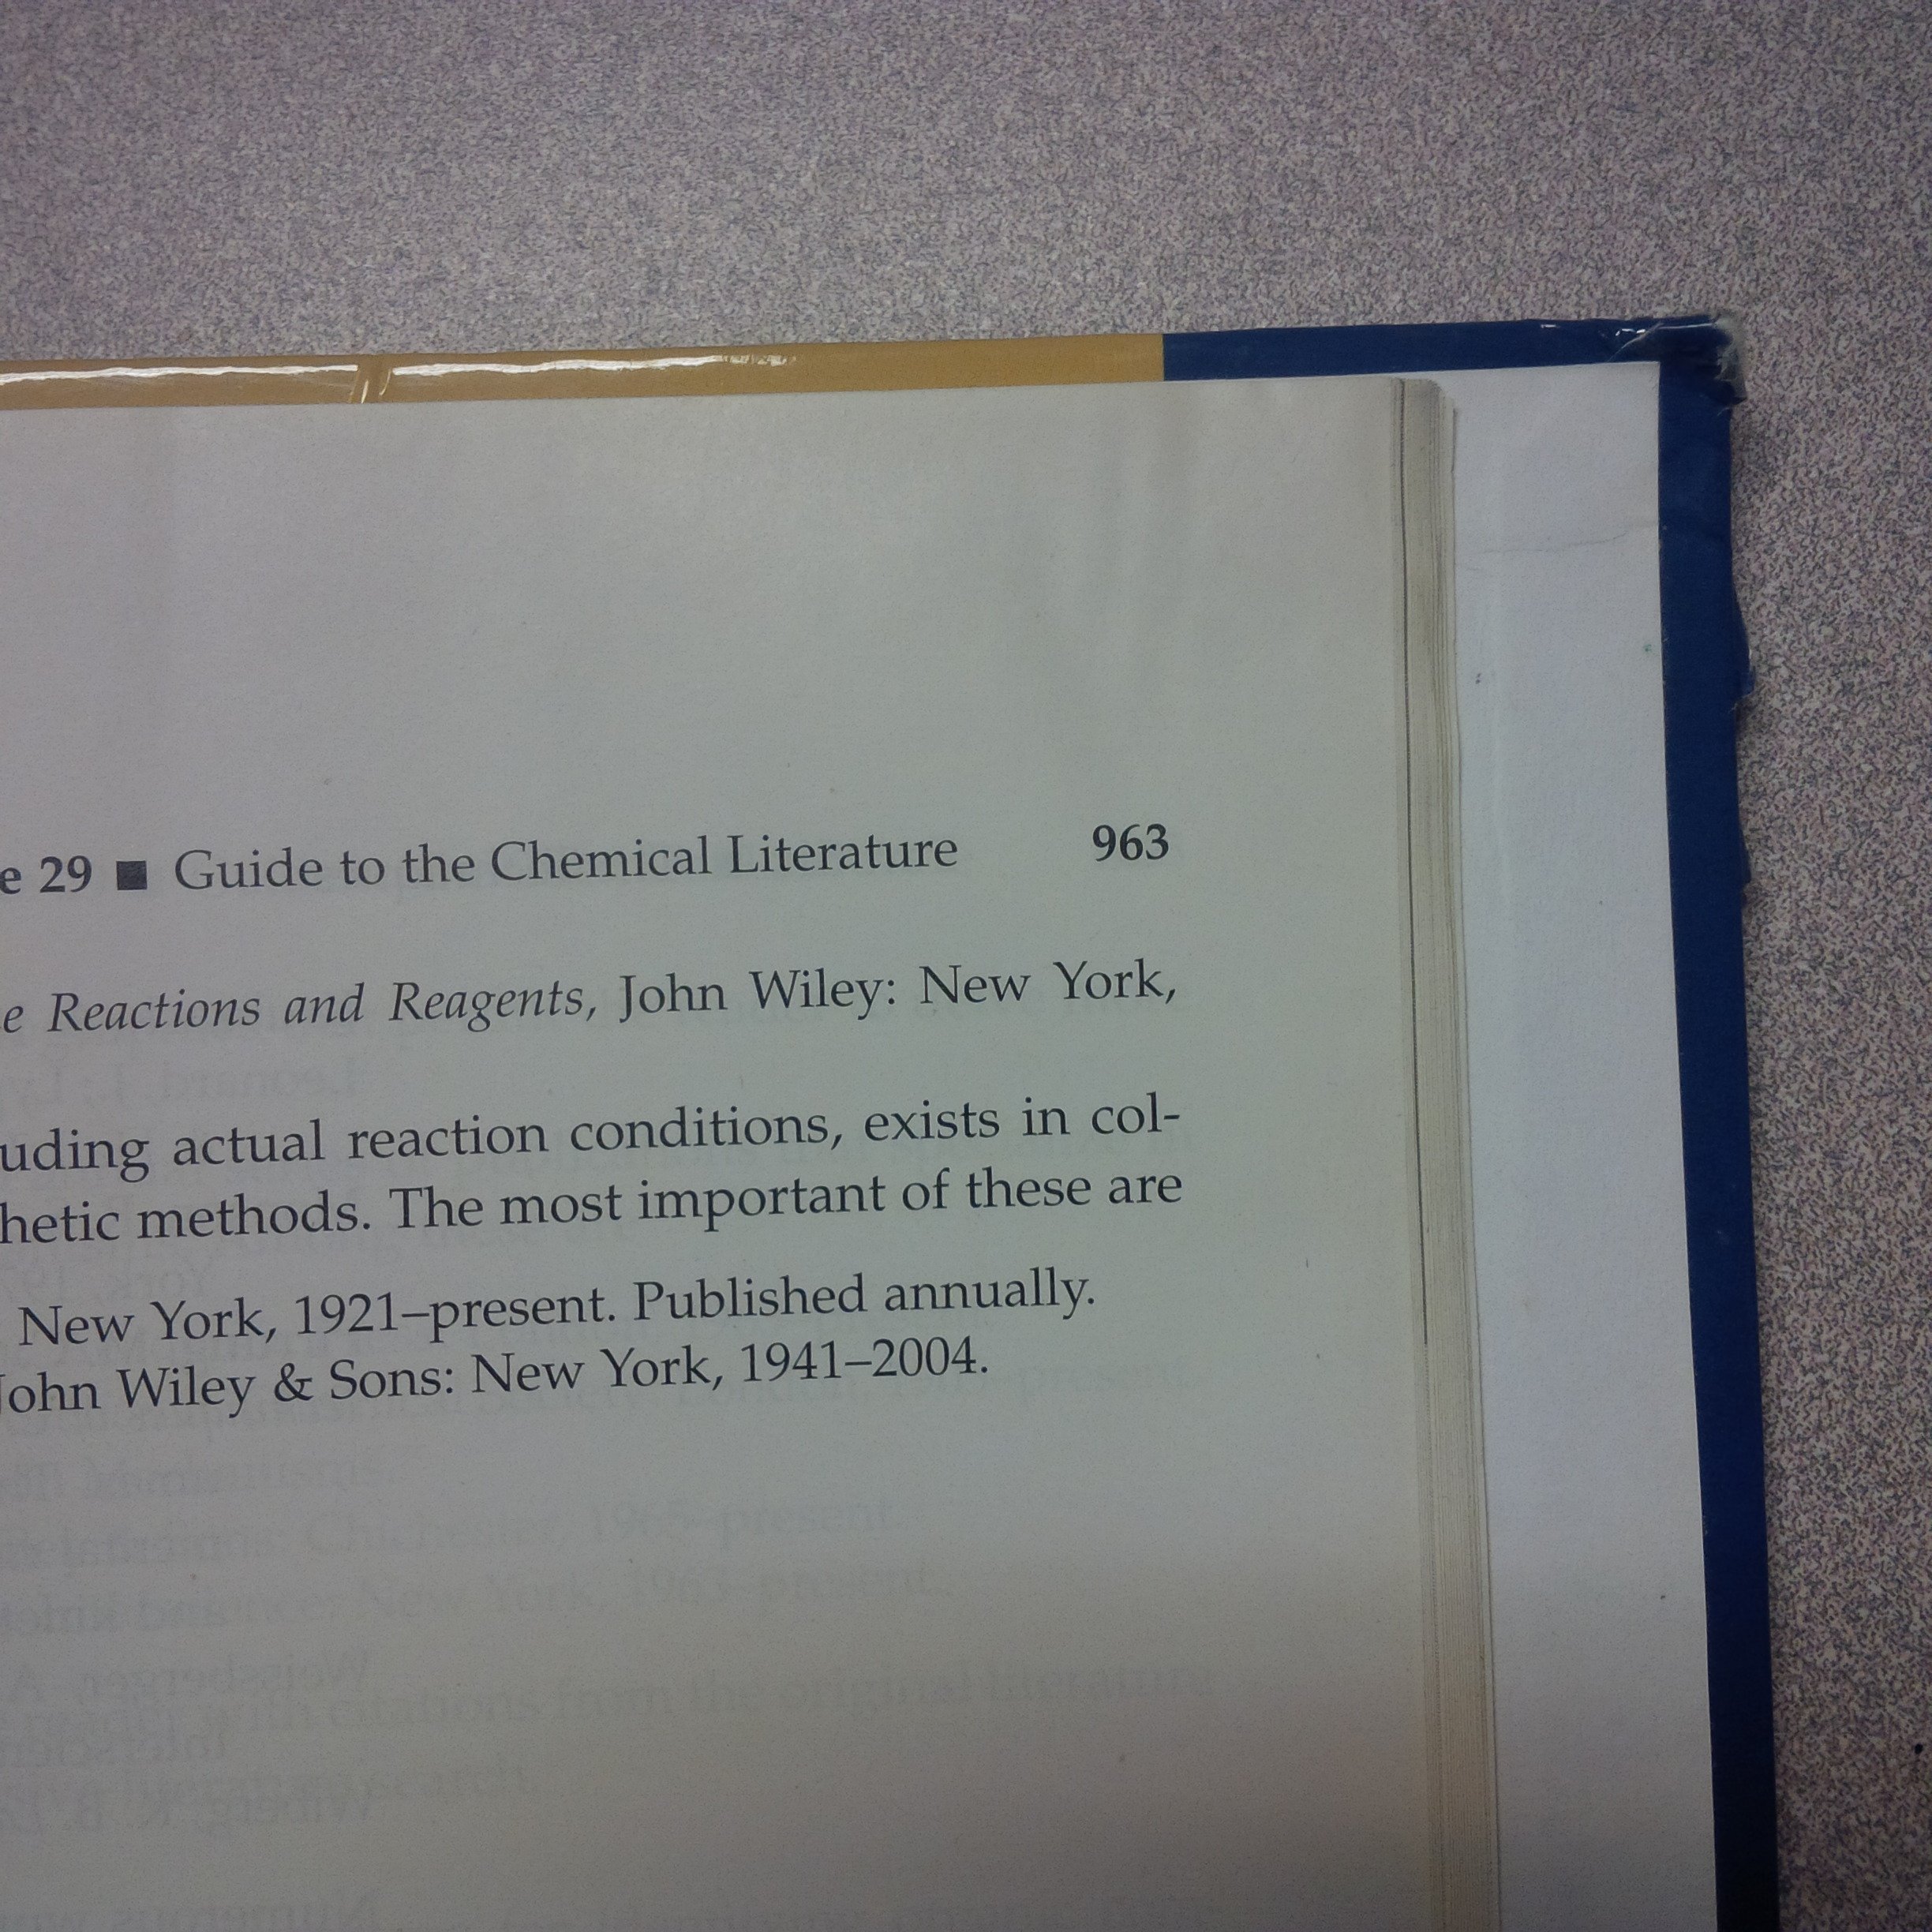 e 29 ■ Guide to the Chemical Literature 963
e Reactions and Reagents, John Wiley: New York,
uding actual reaction conditions, exists in col-
hetic methods. The most important of these are
New York, 1921–present. Published annually.
John Wiley & Sons: New York, 1941–2004.